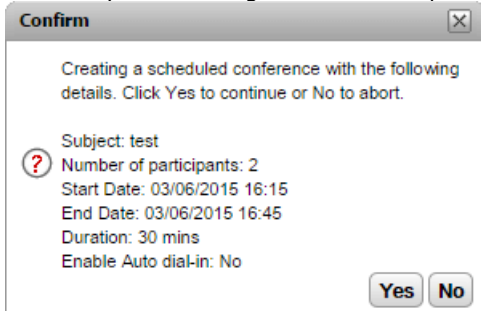 Confirm
Creating a scheduled conference with the following
details. Click Yes to continue or No to abort.
Subject: test
Number of participants: 2
Start Date: 03/06/2015 16:15
End Date: 03/06/2015 16:45
Duration: 30 mins
Enable Auto dial-in: No
Yes No